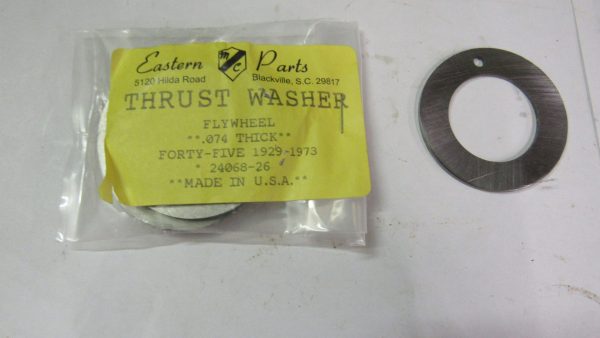 Eastern MC Parts
5120 Hilda Road Blackville, S.C. 29817
THRUST WASHER
FLYWHEEL
**.074 THICK**
FORTY-FIVE 1929-1973
* 24068-26
**MADE IN U.S.A.**